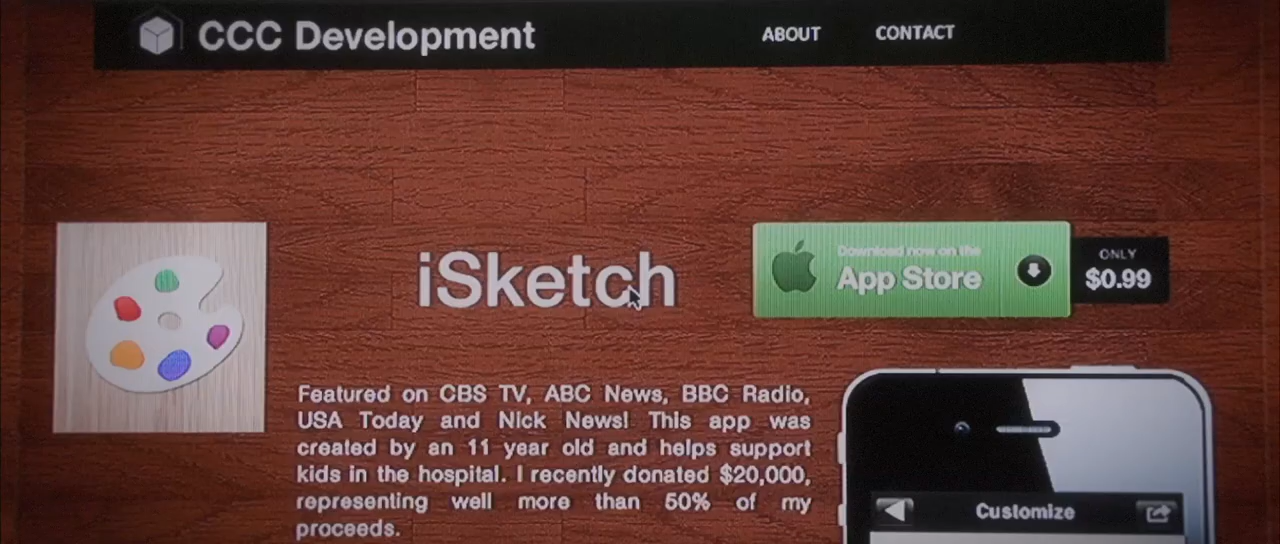 CCC Development
ABOUT
CONTACT
iSketch
Download now on the
App Store
ONLY
$0.99
Featured on CBS TV, ABC News, BBC Radio,
USA Today and Nick News! This app was
created by an 11 year old and helps support
kids in the hospital. I recently donated $20,000,
representing well more than 50% of my
proceeds.
Customize